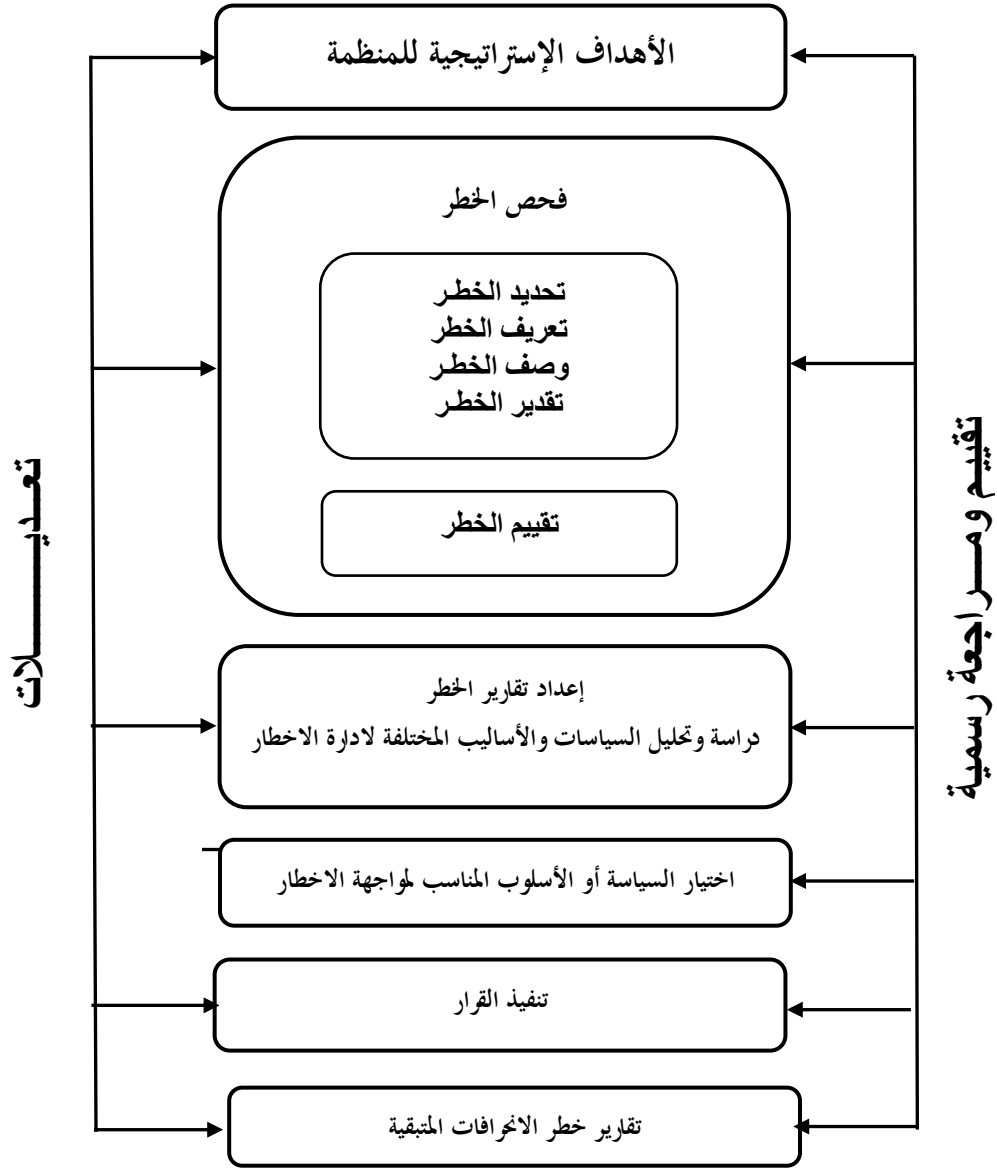 الأهداف الإستراتيجية للمنظمة
فحص الخطر
تحديد الخطر
تعريف الخطر
وصف الخطر
تقدير الخطر
تقييم الخطر
إعداد تقارير الخطر
دراسة وتحليل السياسات والأساليب المختلفة لادارة الاخطار
اختيار السياسة أو الأسلوب المناسب لمواجهة الاخطار
تنفيذ القرار
تقارير خطر الانحرافات المتبقية
تقييم ومراجعة رسمية
تعديلات